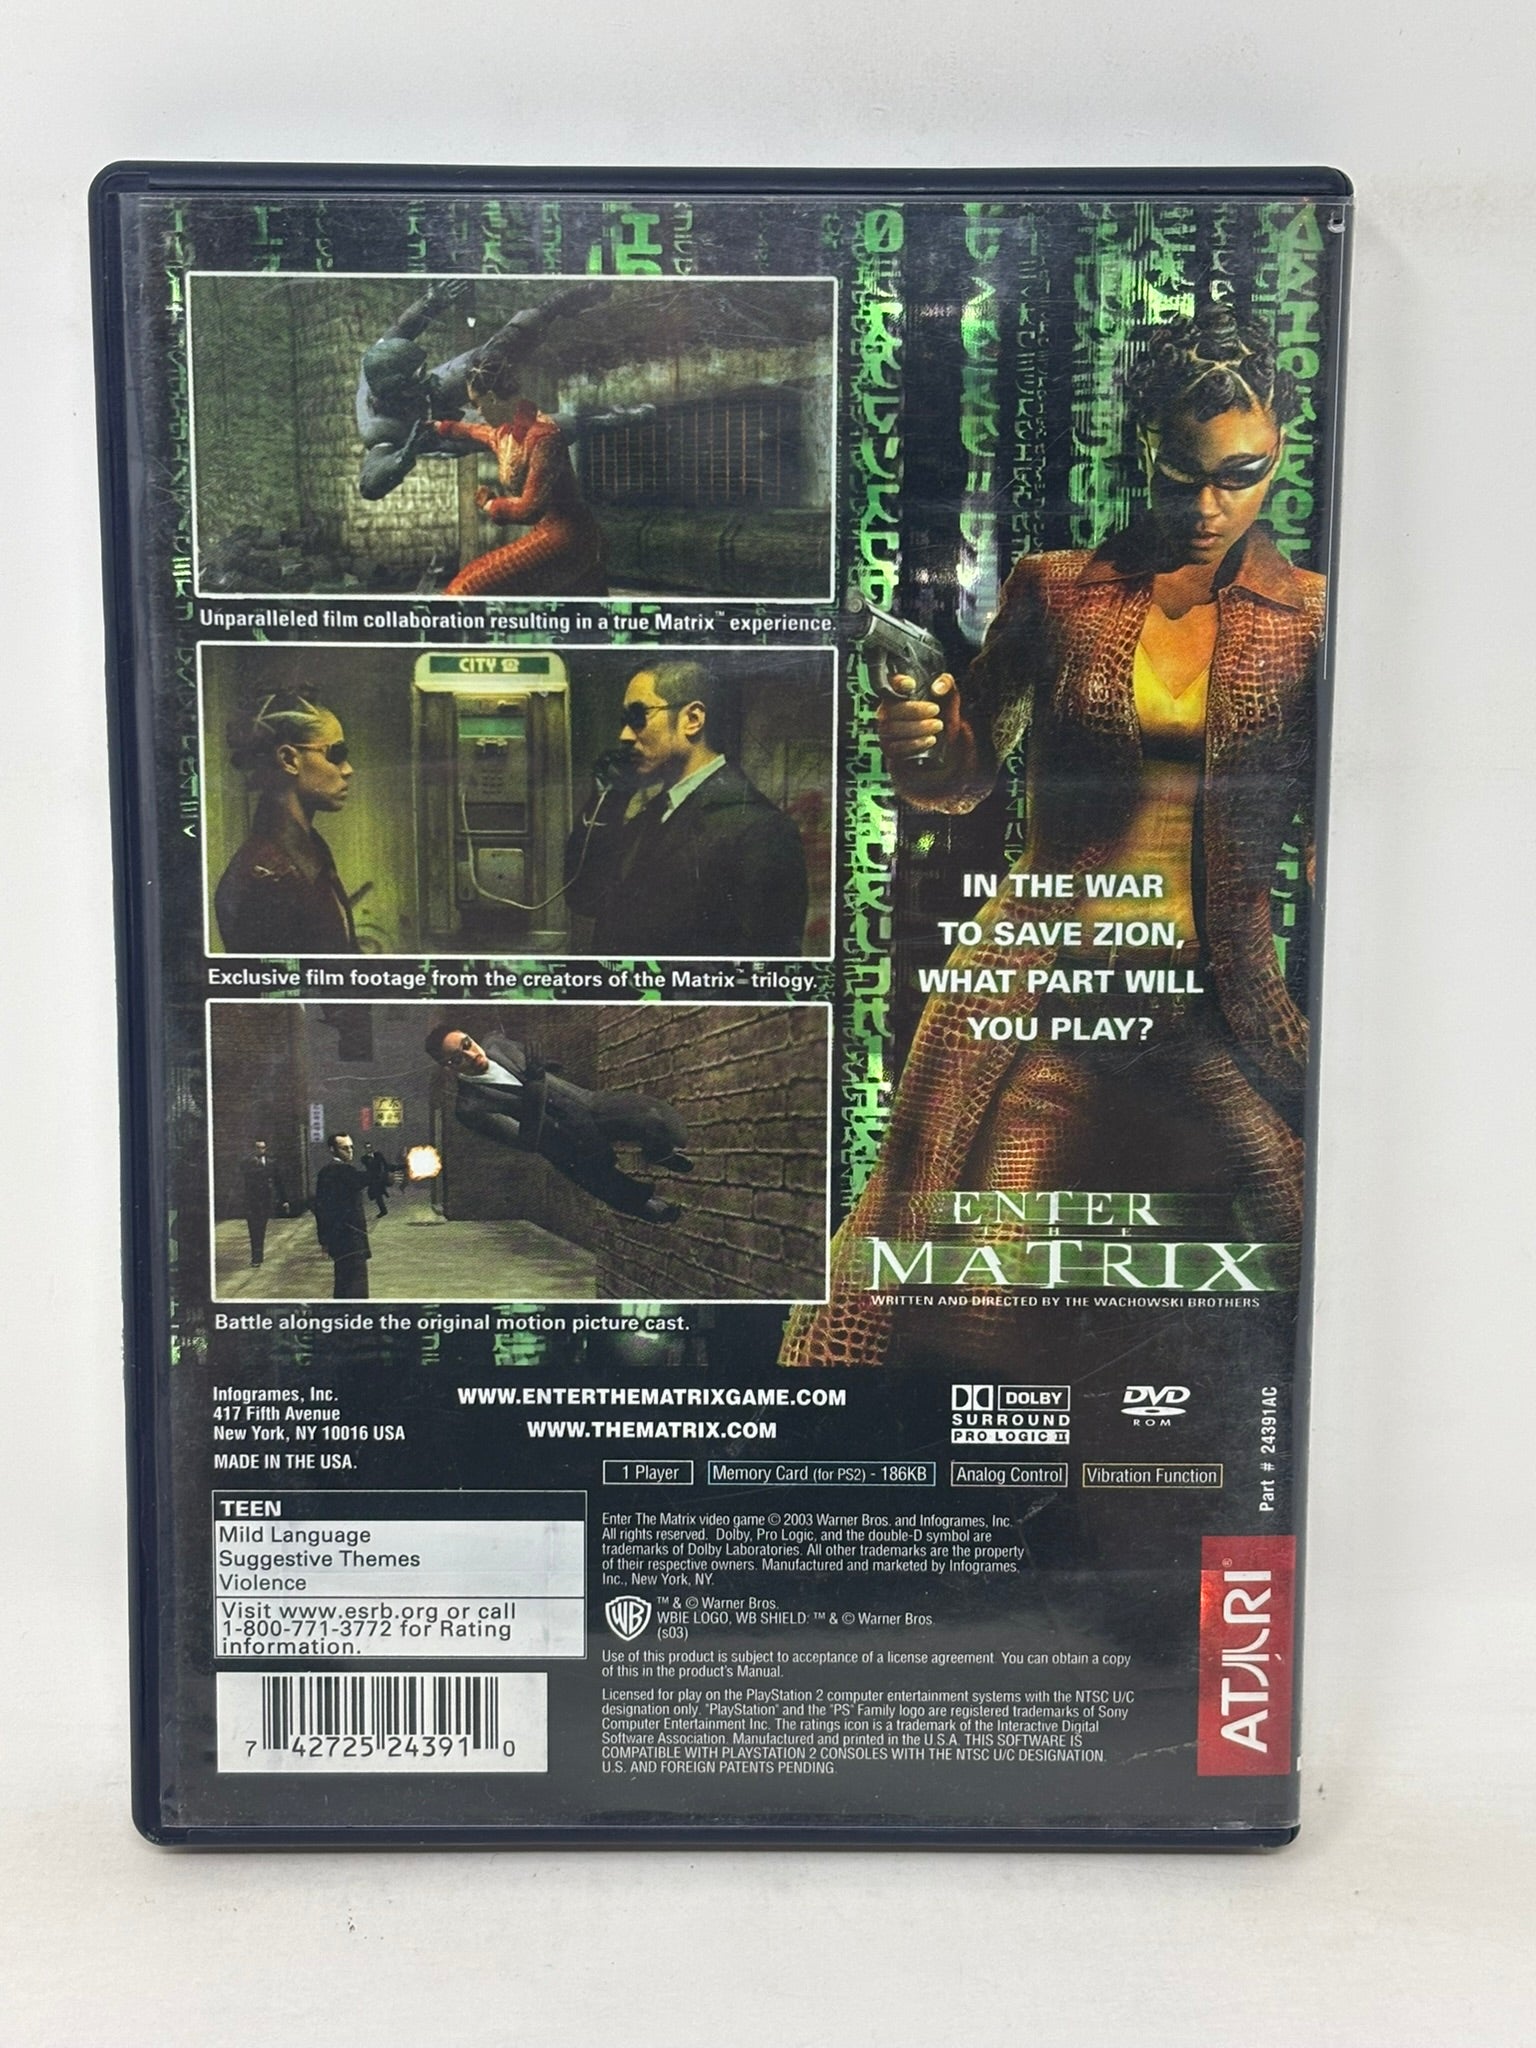 Unparalleled film collaboration resulting in a true Matrix™ experience.
CITY
Exclusive film footage from the creators of the Matrix™ trilogy.
Battle alongside the original motion picture cast.
IN THE WAR
TO SAVE ZION,
WHAT PART WILL
YOU PLAY?
ENTER
THE
MATRIX
WRITTEN AND DIRECTED BY THE WACHOWSKI BROTHERS
Infogrames, Inc.
417 Fifth Avenue
New York, NY 10016 USA
MADE IN THE USA.
WWW.ENTERTHEMATRIXGAME.COM
WWW.THEMATRIX.COM
DOLBY
SURROUND
PRO LOGIC II
DVD
ROM
Part # 24391AC
1 Player
Memory Card (for PS2) - 186KB
Analog Control
Vibration Function
TEEN
Mild Language
Suggestive Themes
Violence
Visit www.esrb.org or call
1-800-771-3772 for Rating
information.
7 42725 24391 0
Enter The Matrix video game © 2003 Warner Bros. and Infogrames, Inc.
All rights reserved. Dolby, Pro Logic, and the double-D symbol are
trademarks of Dolby Laboratories. All other trademarks are the property
of their respective owners. Manufactured and marketed by Infogrames,
Inc., New York, NY.
WB
™ & © Warner Bros.
WBIE LOGO, WB SHIELD: ™ & © Warner Bros.
(s03)
Use of this product is subject to acceptance of a license agreement. You can obtain a copy
of this in the product's Manual.
Licensed for play on the PlayStation 2 computer entertainment systems with the NTSC U/C
designation only. "PlayStation" and the "PS" Family logo are registered trademarks of Sony
Computer Entertainment Inc. The ratings icon is a trademark of the Interactive Digital
Software Association. Manufactured and printed in the U.S.A. THIS SOFTWARE IS
COMPATIBLE WITH PLAYSTATION 2 CONSOLES WITH THE NTSC U/C DESIGNATION.
U.S. AND FOREIGN PATENTS PENDING.
ATARI®